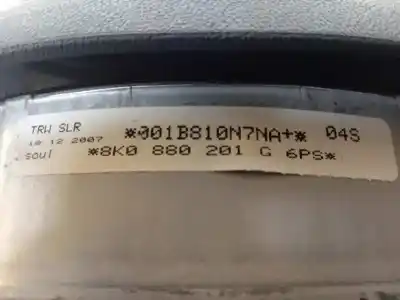 TRW SLR *001B810N7NA+* 04S
10 12 2007
soul *8K0 880 201 G 6PS*